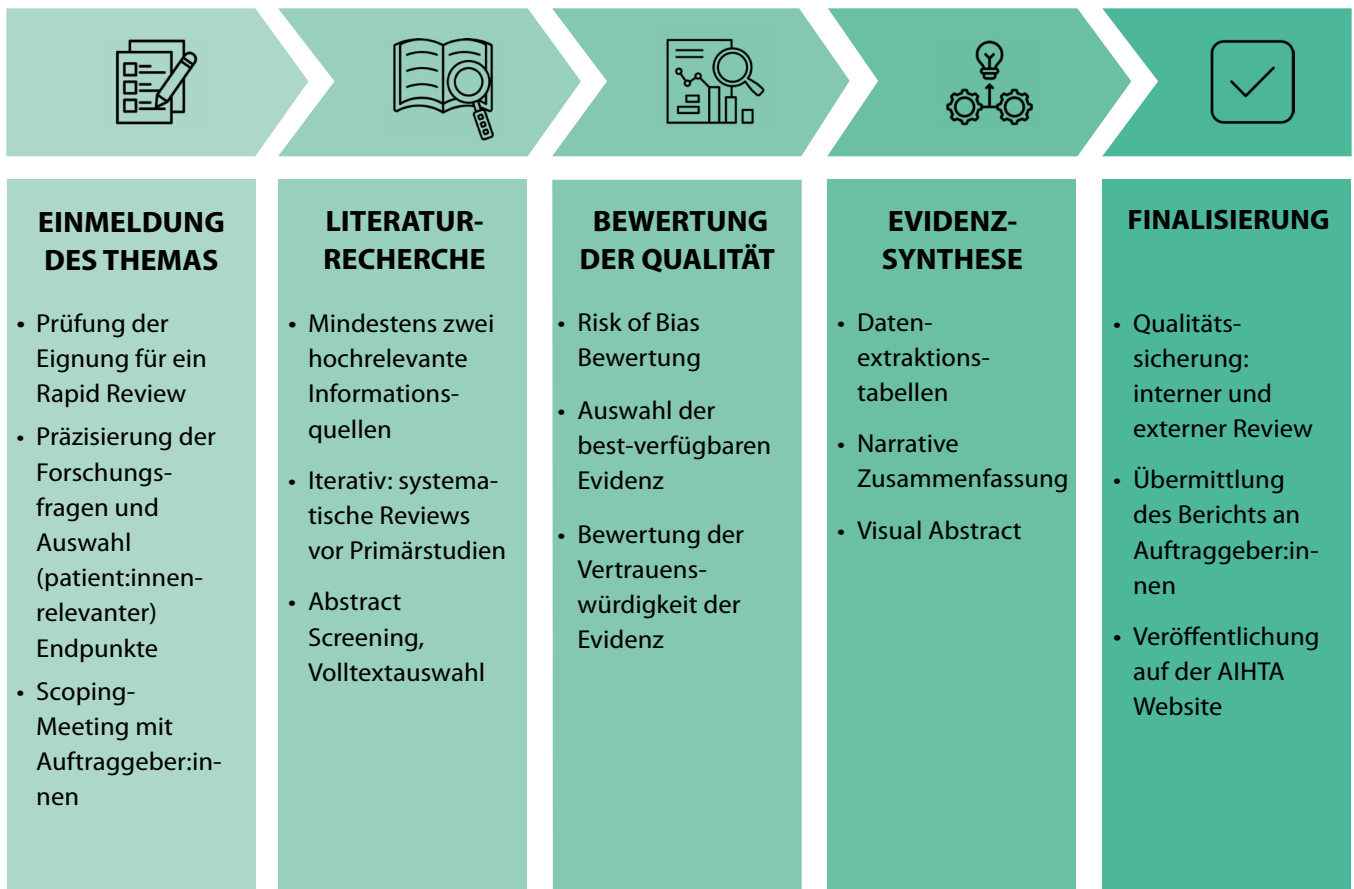 EINMELDUNG
DES THEMAS
• Prüfung der
Eignung für ein
Rapid Review
• Präzisierung der
Forschungs-
fragen und
Auswahl
(patient:innen-
relevanter)
Endpunkte
• Scoping-
Meeting mit
Auftraggeber:in-
nen
LITERATUR-
RECHERCHE
• Mindestens zwei
hochrelevante
Informations-
quellen
• Iterativ: systema-
tische Reviews
vor Primärstudien
• Abstract
Screening,
Volltextauswahl
BEWERTUNG
DER QUALITÄT
• Risk of Bias
Bewertung
• Auswahl der
best-verfügbaren
Evidenz
• Bewertung der
Vertrauens-
würdigkeit der
Evidenz
EVIDENZ-
SYNTHESE
• Daten-
extraktions-
tabellen
• Narrative
Zusammenfassung
• Visual Abstract
FINALISIERUNG
• Qualitäts-
sicherung:
interner und
externer Review
• Übermittlung
des Berichts an
Auftraggeber:in-
nen
• Veröffentlichung
auf der AIHTA
Website